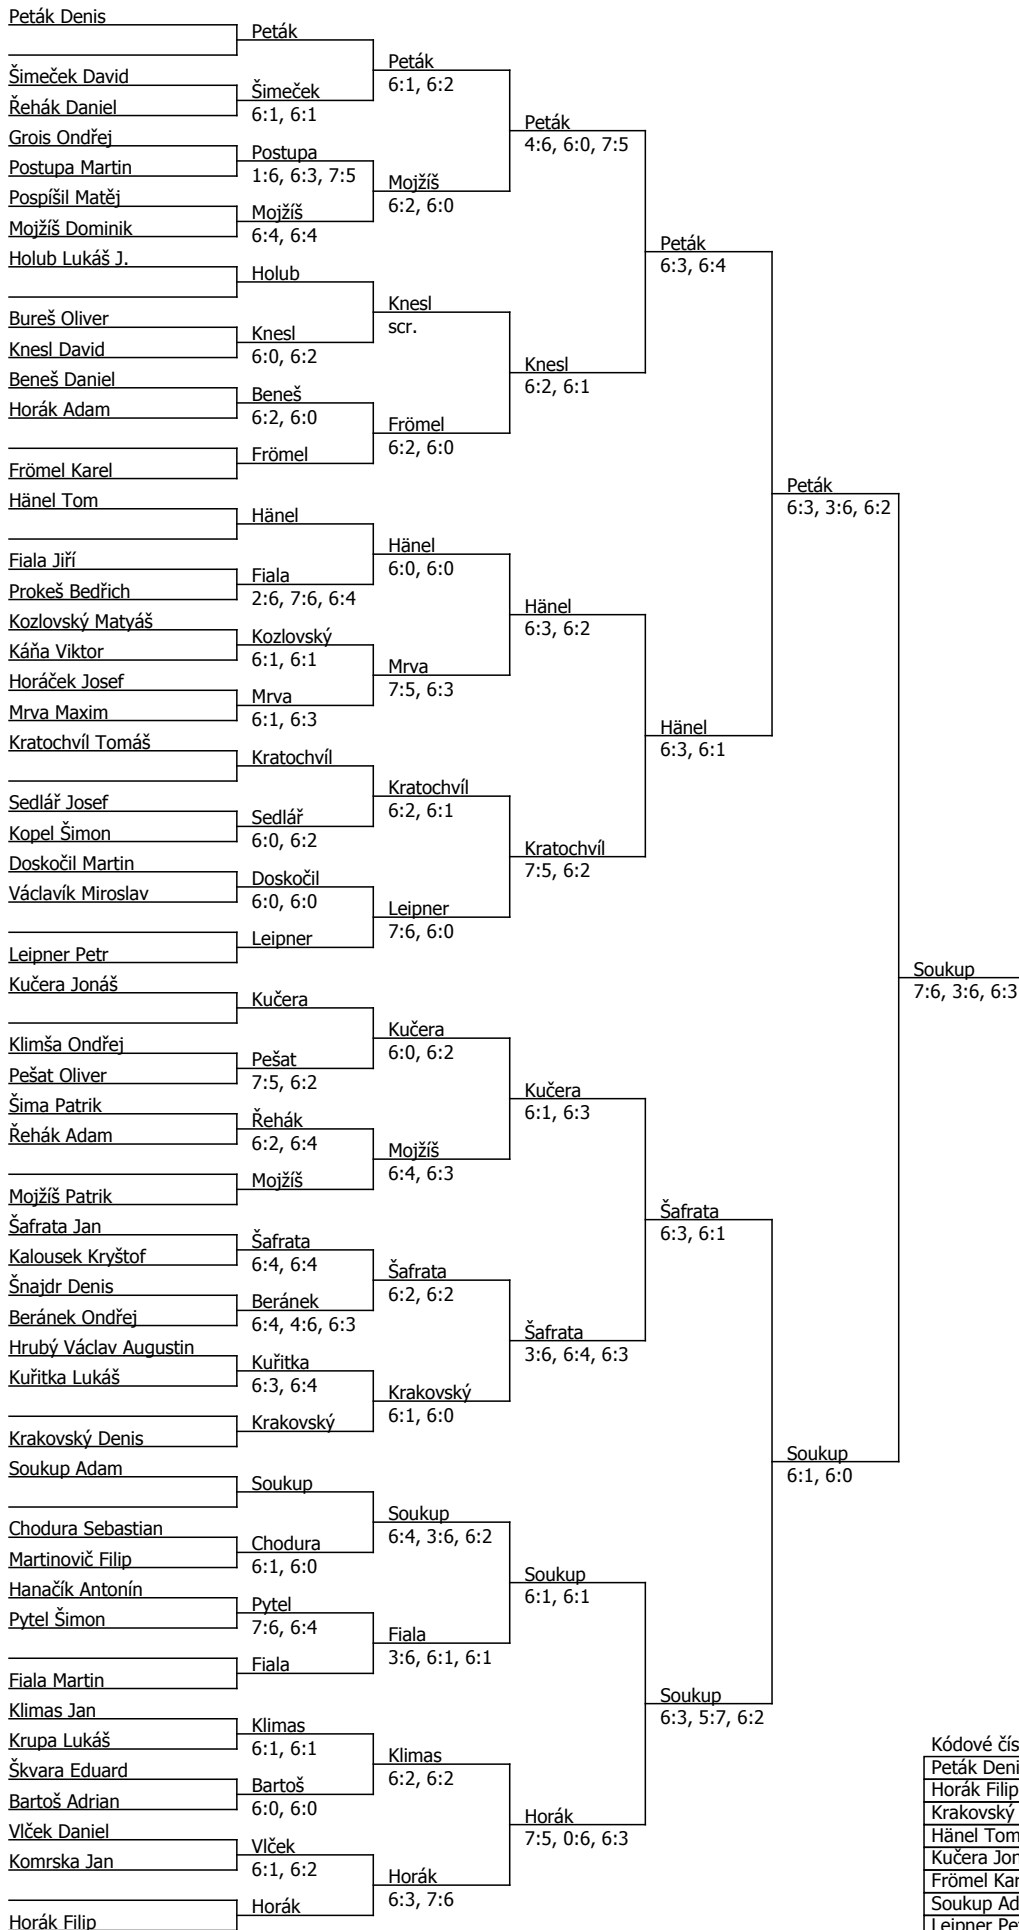 Peták Denis
Šimeček David
Řehák Daniel
Grois Ondřej
Postupa Martin
Pospíšil Matěj
Mojžíš Dominik
Holub Lukáš J.
Bureš Oliver
Knesl David
Beneš Daniel
Horák Adam
Frömel Karel
Hänel Tom
Fiala Jiří
Prokeš Bedřich
Kozlovský Matyáš
Káňa Viktor
Horáček Josef
Mrva Maxim
Kratochvíl Tomáš
Sedlář Josef
Kopel Šimon
Doskočil Martin
Václavík Miroslav
Leipner Petr
Kučera Jonáš
Klimša Ondřej
Pešat Oliver
Šima Patrik
Řehák Adam
Mojžíš Patrik
Šafrata Jan
Kalousek Kryštof
Šnajdr Denis
Beránek Ondřej
Hrubý Václav Augustin
Kuřitka Lukáš
Krakovský Denis
Soukup Adam
Chodura Sebastian
Martinovič Filip
Hanačík Antonín
Pytel Šimon
Fiala Martin
Klimas Jan
Krupa Lukáš
Škvara Eduard
Bartoš Adrian
Vlček Daniel
Komrska Jan
Horák Filip
Peták
Šimeček
6:1, 6:1
Postupa
1:6, 6:3, 7:5
Mojžíš
6:4, 6:4
Holub
Knesl
6:0, 6:2
Beneš
6:2, 6:0
Frömel
Hänel
Fiala
2:6, 7:6, 6:4
Kozlovský
6:1, 6:1
Mrva
6:1, 6:3
Kratochvíl
Sedlář
6:0, 6:2
Doskočil
6:0, 6:0
Leipner
Kučera
Pešat
7:5, 6:2
Řehák
6:2, 6:4
Mojžíš
Šafrata
6:4, 6:4
Beránek
6:4, 4:6, 6:3
Kuřitka
6:3, 6:4
Krakovský
Soukup
Chodura
6:1, 6:0
Pytel
7:6, 6:4
Fiala
Klimas
6:1, 6:1
Bartoš
6:0, 6:0
Vlček
6:1, 6:2
Horák
Peták
6:1, 6:2
Mojžíš
6:2, 6:0
Knesl
scr.
Frömel
6:2, 6:0
Hänel
6:0, 6:0
Mrva
7:5, 6:3
Kratochvíl
6:2, 6:1
Leipner
7:6, 6:0
Kučera
6:0, 6:2
Mojžíš
6:4, 6:3
Šafrata
6:2, 6:2
Krakovský
6:1, 6:0
Soukup
6:4, 3:6, 6:2
Fiala
3:6, 6:1, 6:1
Klimas
6:2, 6:2
Horák
6:3, 7:6
Peták
4:6, 6:0, 7:5
Knesl
6:2, 6:1
Hänel
6:3, 6:2
Kratochvíl
7:5, 6:2
Kučera
6:1, 6:3
Šafrata
3:6, 6:4, 6:3
Soukup
6:1, 6:1
Horák
7:5, 0:6, 6:3
Peták
6:3, 6:4
Hänel
6:3, 6:1
Šafrata
6:3, 6:1
Soukup
6:3, 5:7, 6:2
Peták
6:3, 3:6, 6:2
Soukup
6:1, 6:0
Soukup
7:6, 3:6, 6:3
Kódové čís
Peták Deni
Horák Filip
Krakovský
Hänel Tom
Kučera Jon
Frömel Kar
Soukup Ad
Leipner Pe